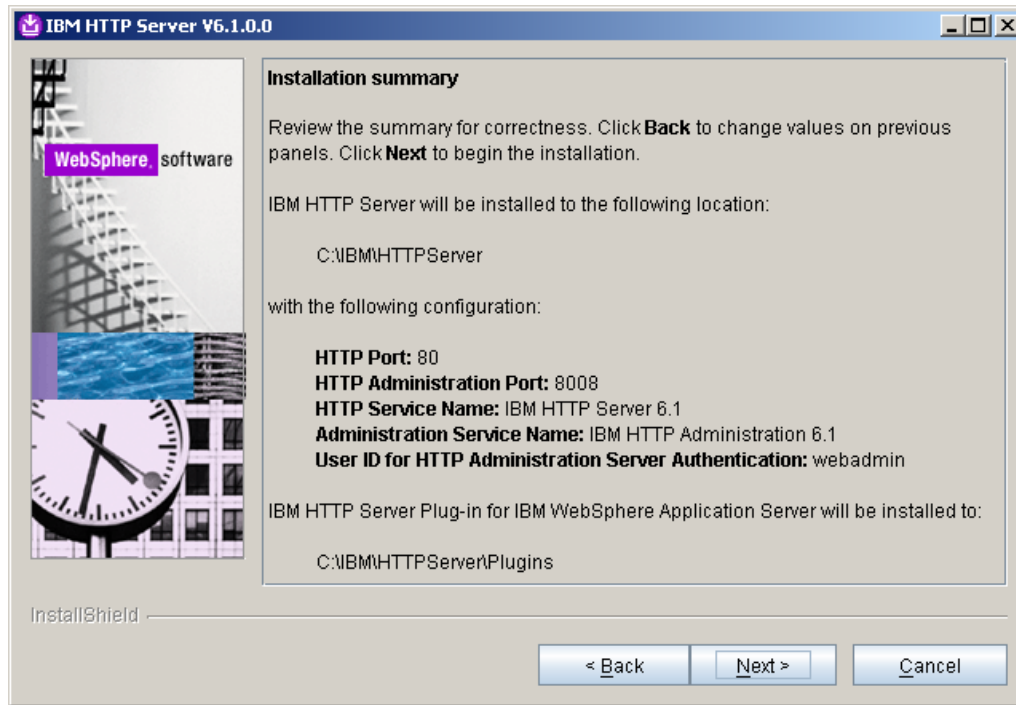 IBM HTTP Server V6.1.0.0
WebSphere. software
Installation summary
Review the summary for correctness. Click Back to change values on previous
panels. Click Next to begin the installation.
IBM HTTP Server will be installed to the following location:
C:\IBM\HTTPServer
with the following configuration:
HTTP Port: 80
HTTP Administration Port: 8008
HTTP Service Name: IBM HTTP Server 6.1
Administration Service Name: IBM HTTP Administration 6.1
User ID for HTTP Administration Server Authentication: webadmin
IBM HTTP Server Plug-in for IBM WebSphere Application Server will be installed to:
C:\IBM\HTTPServer\Plugins
InstallShield
< Back Next > Cancel